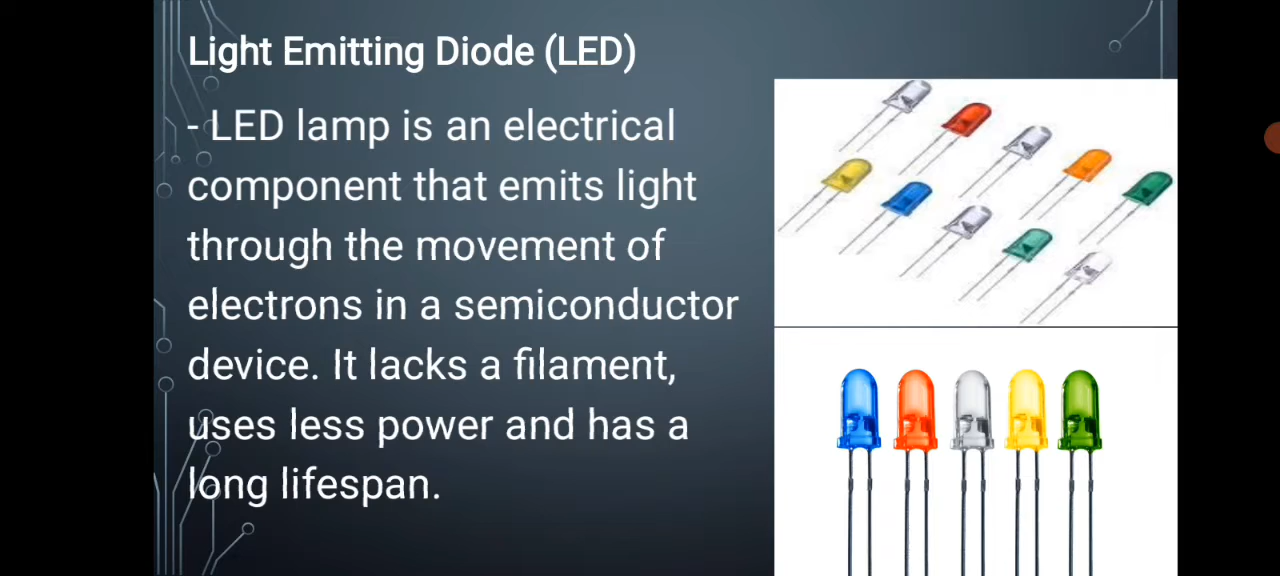 Light Emitting Diode (LED)
- LED lamp is an electrical
component that emits light
through the movement of
electrons in a semiconductor
device. It lacks a filament,
uses less power and has a
long lifespan.